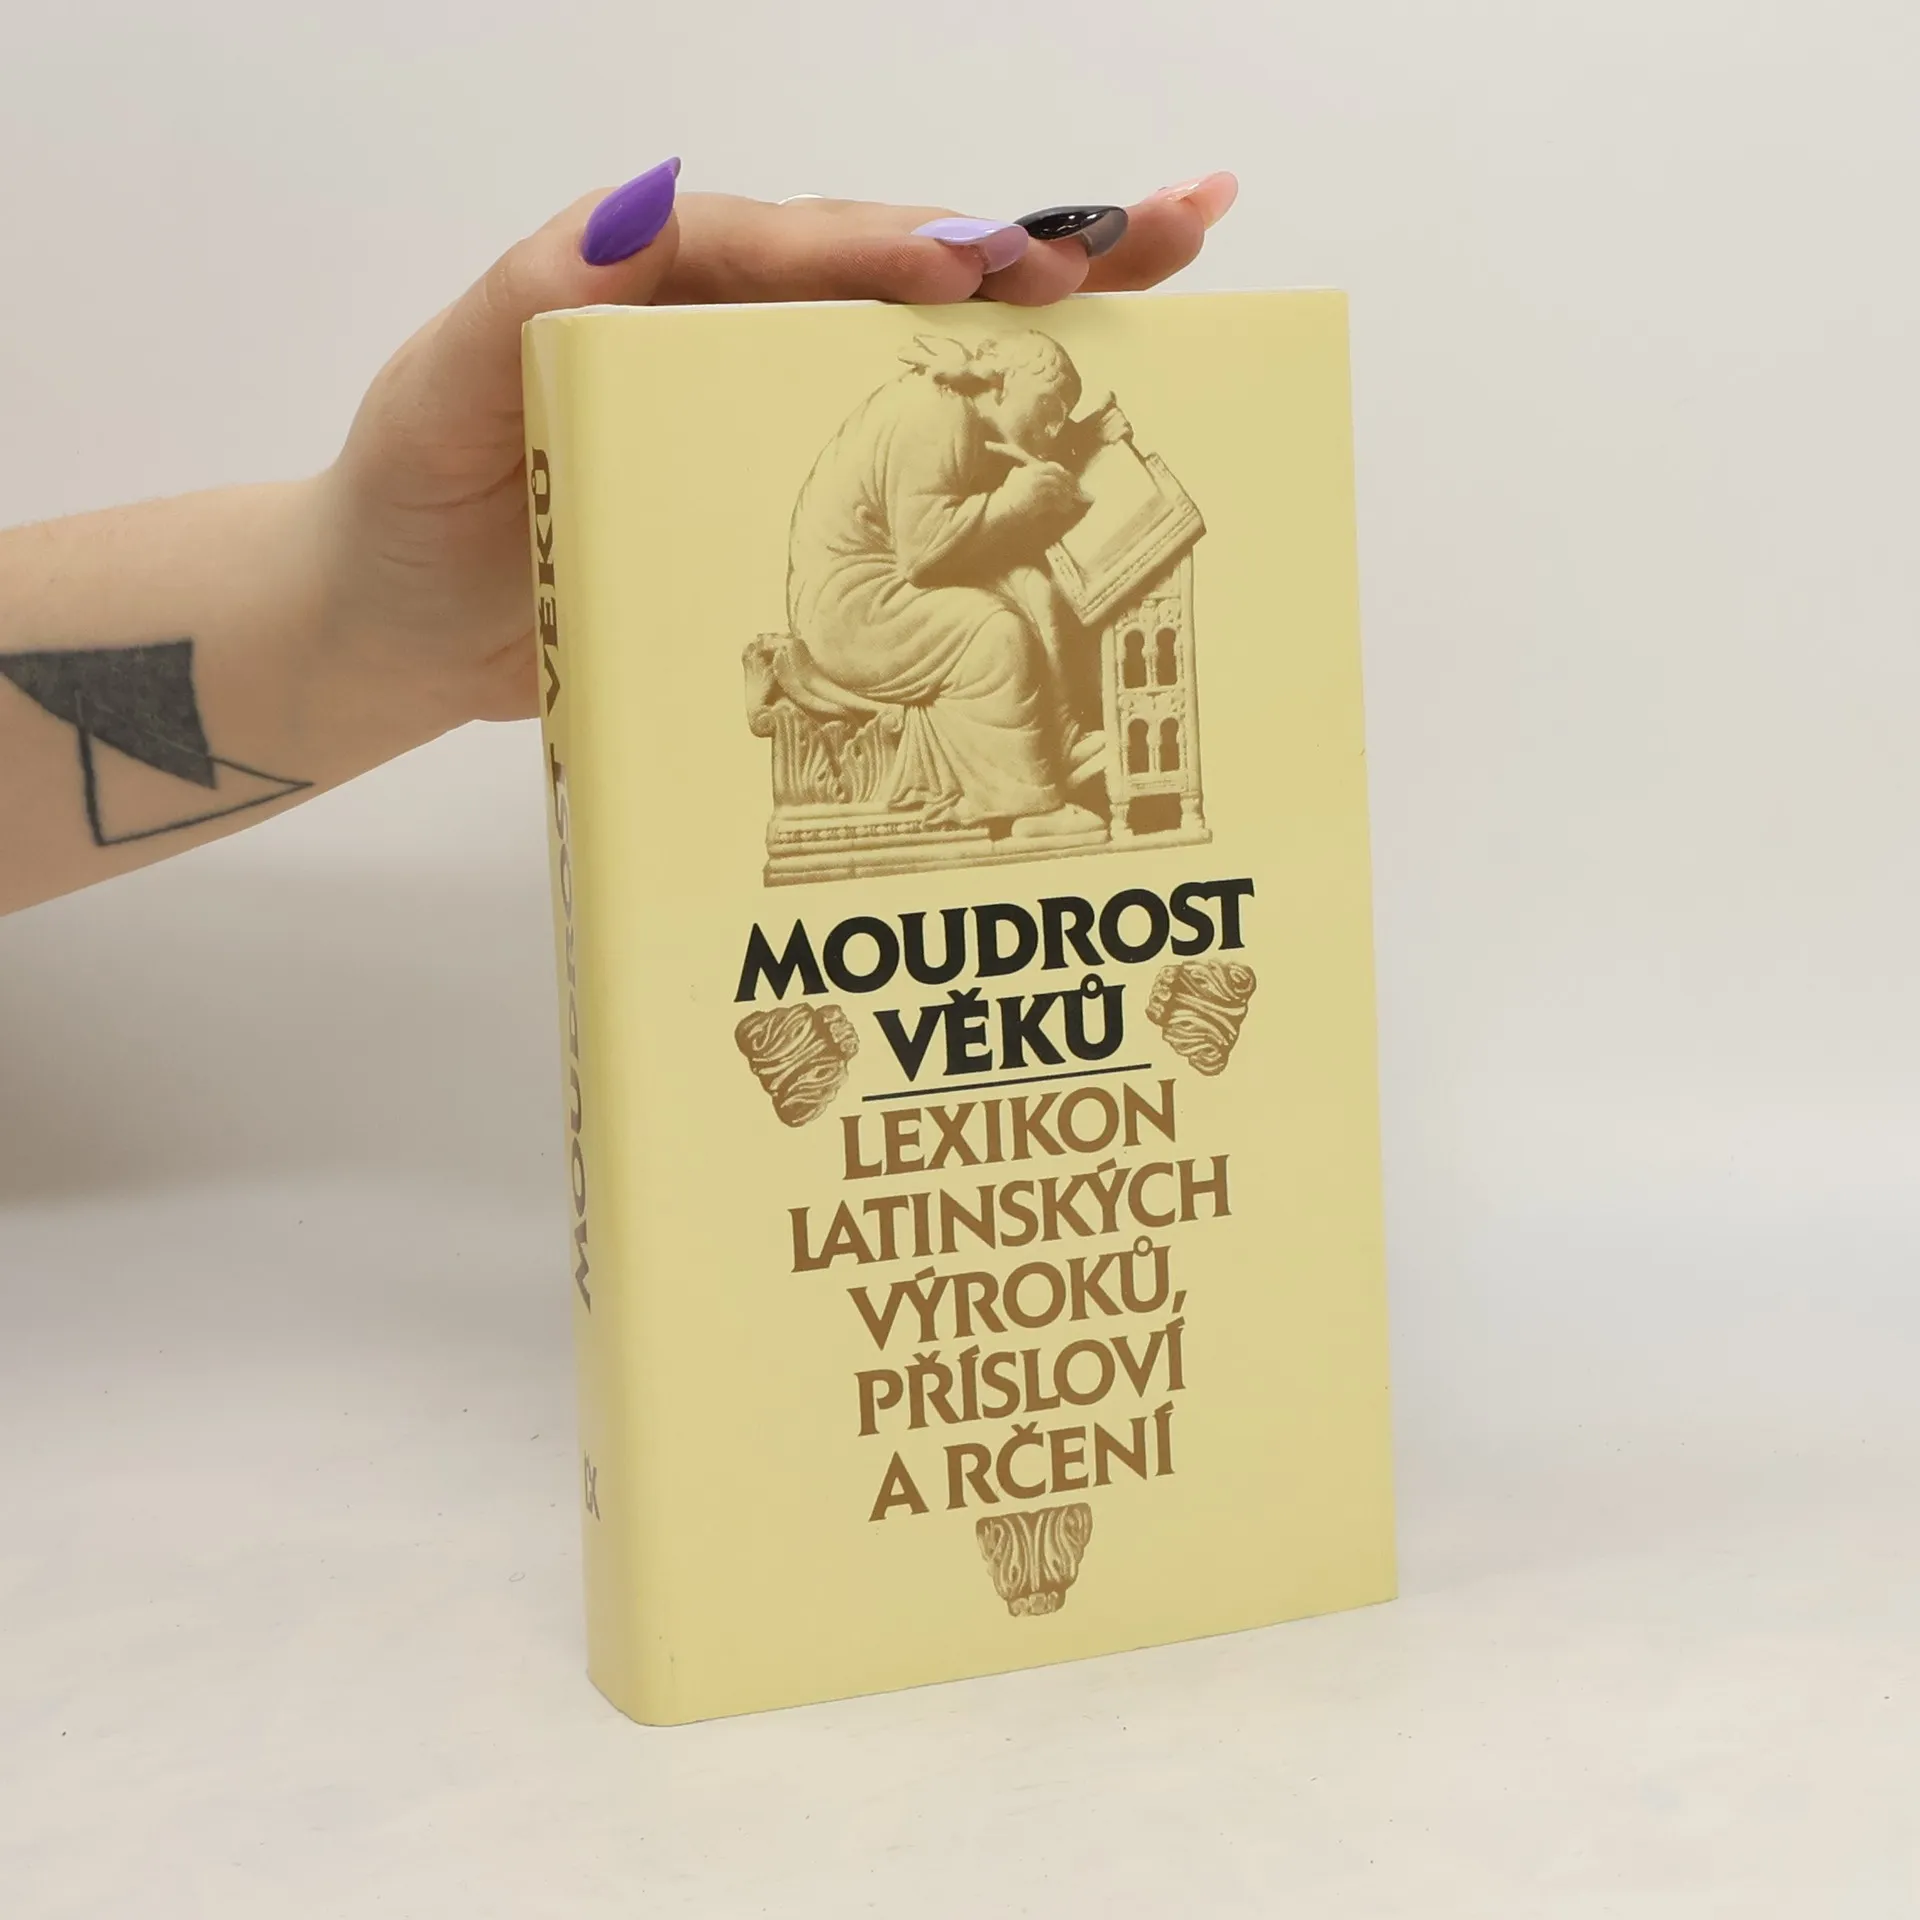 MOUDROST VĚKŮ
MOUDROST
VĚKŮ
LEXIKON
LATINSKÝCH
VÝROKŮ,
PŘÍSLOVÍ
A RČENÍ